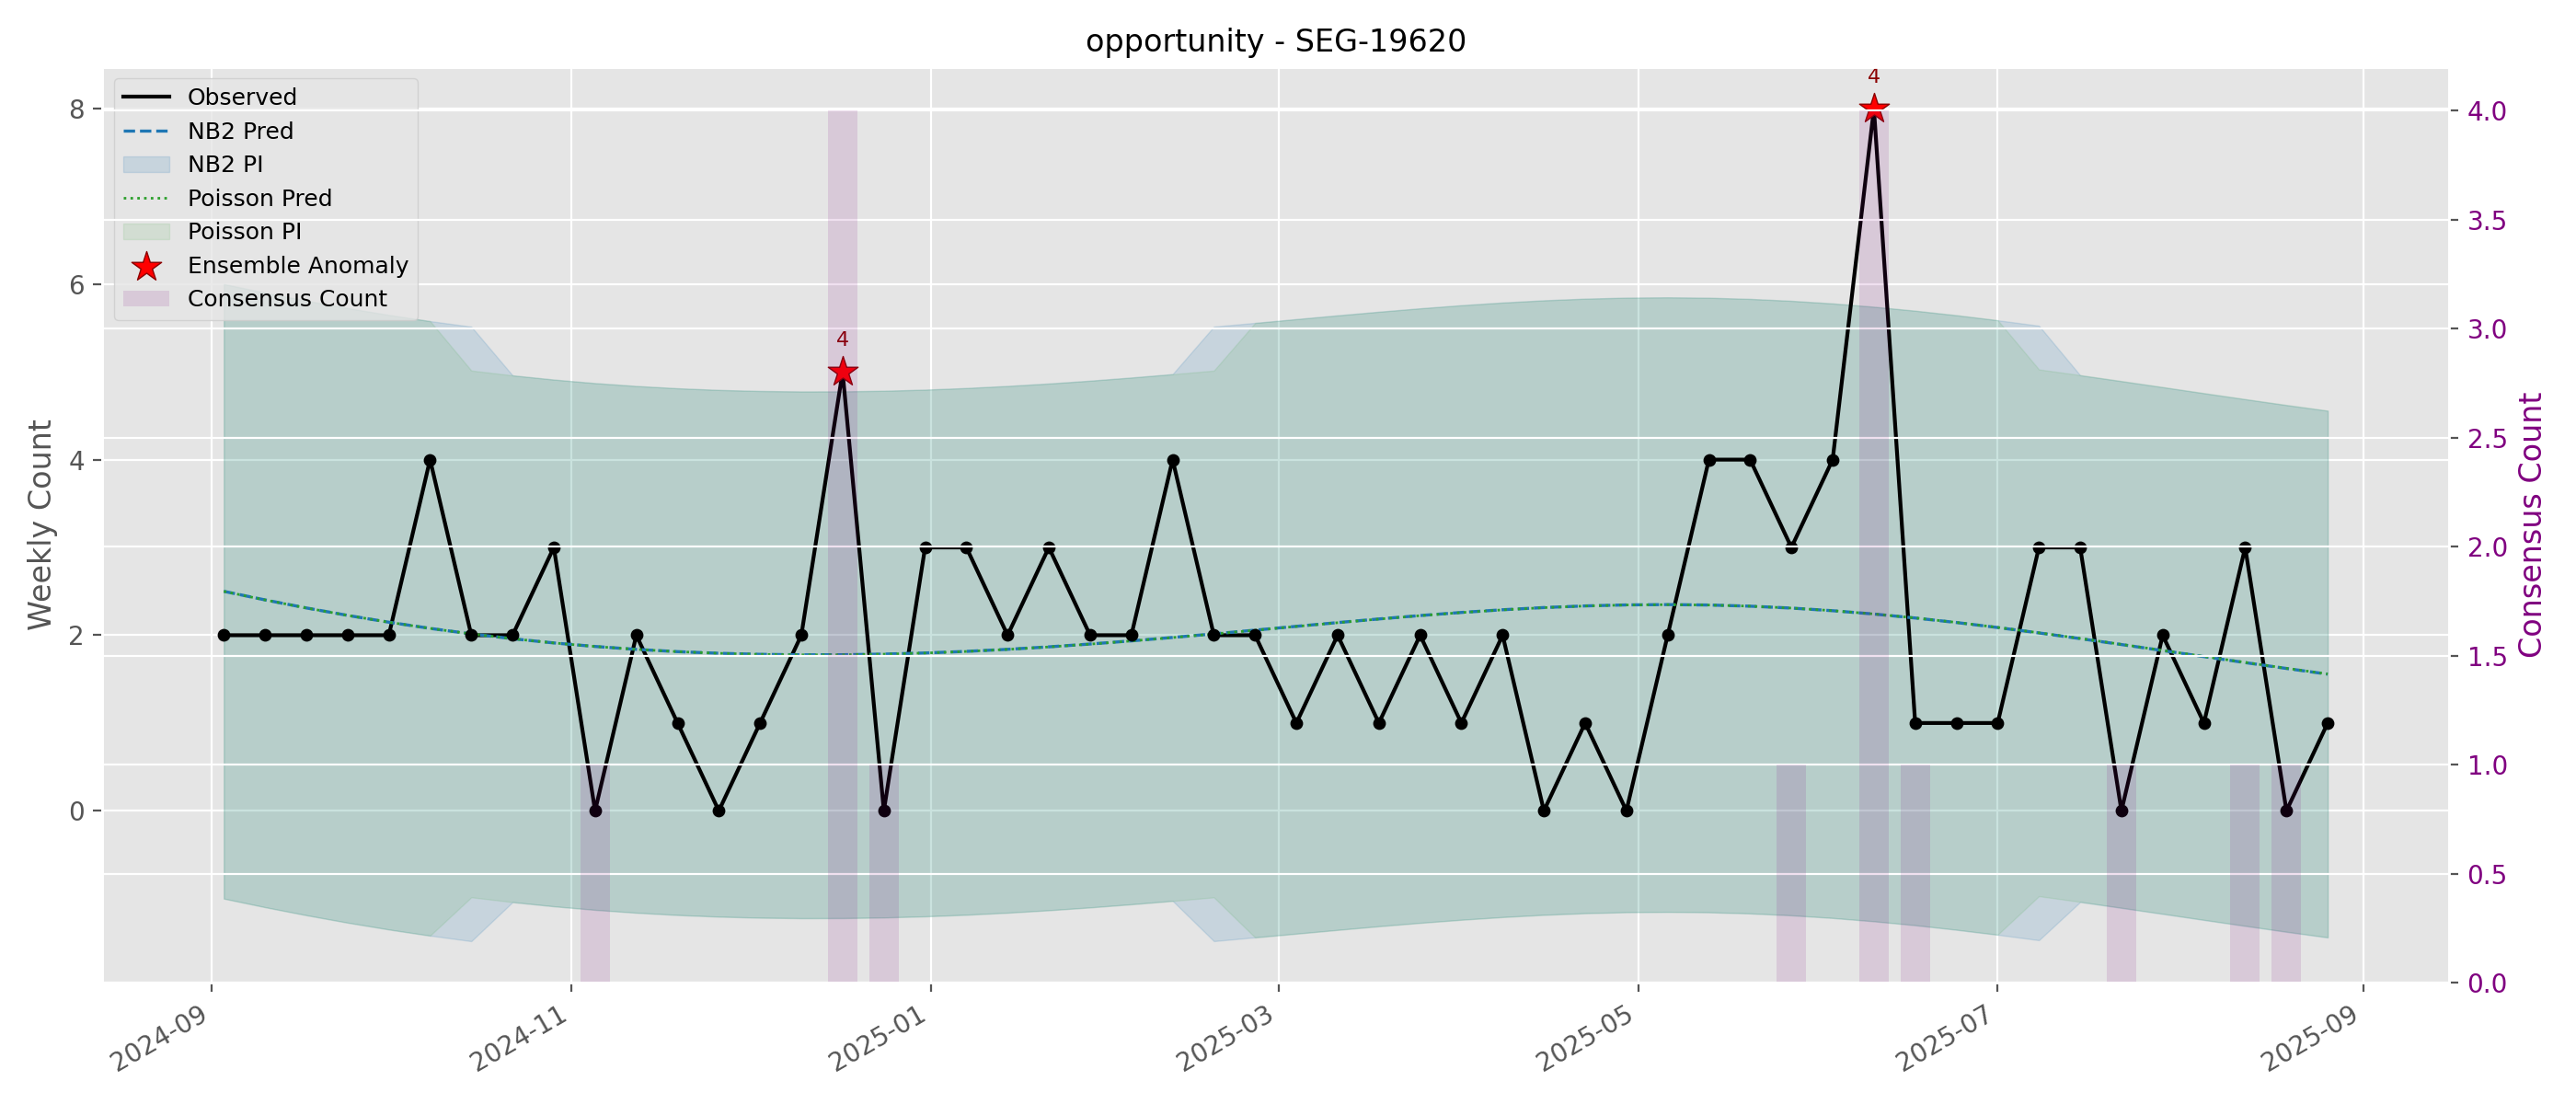 opportunity - SEG-19620
Observed
NB2 Pred
NB2 PI
Poisson Pred
Poisson PI
Ensemble Anomaly
Consensus Count
4
4
Weekly Count
8
6
4
2
0
4.0
3.5
3.0
2.5
2.0
1.5
1.0
0.5
0.0
Consensus Count
2024-09
2024-11
2025-01
2025-03
2025-05
2025-07
2025-09